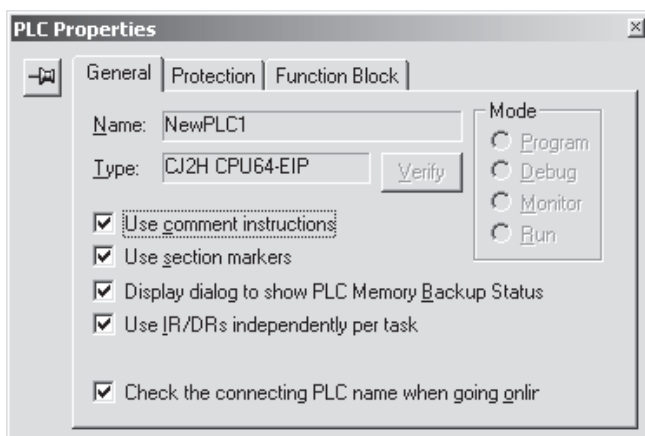 PLC Properties
General Protection Function Block
Name: NewPLC1
Type: CJ2H CPU64-EIP Verify
Mode
Program
Debug
Monitor
Run
Use comment instructions
Use section markers
Display dialog to show PLC Memory Backup Status
Use IR/DRs independently per task
Check the connecting PLC name when going onlir